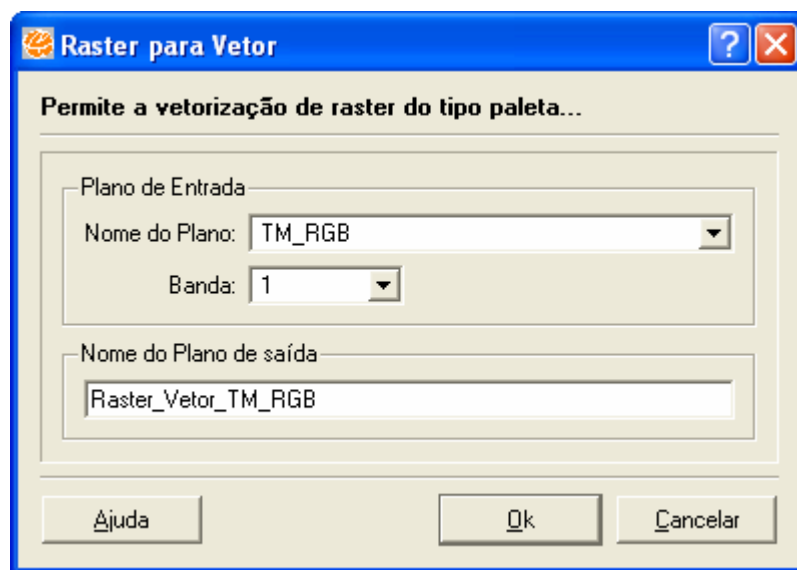 Raster para Vetor
Permite a vetorização de raster do tipo paleta...
Plano de Entrada
Nome do Plano: TM_RGB
Banda: 1
Nome do Plano de saída
Raster_Vetor_TM_RGB
Ajuda Ok Cancelar